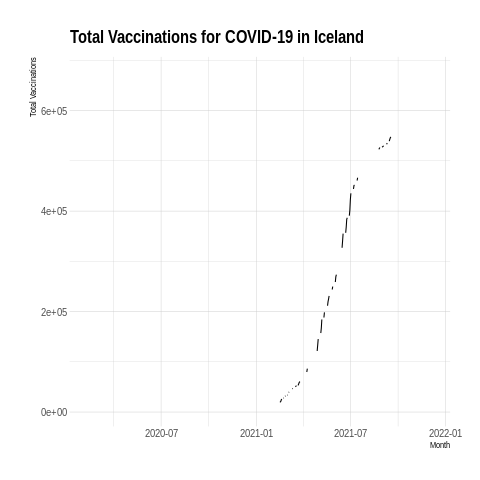 Total Vaccinations for COVID-19 in Iceland
Total Vaccinations
6e+05
4e+05
2e+05
0e+00
2020-07 2021-01 2021-07 2022-01
Month